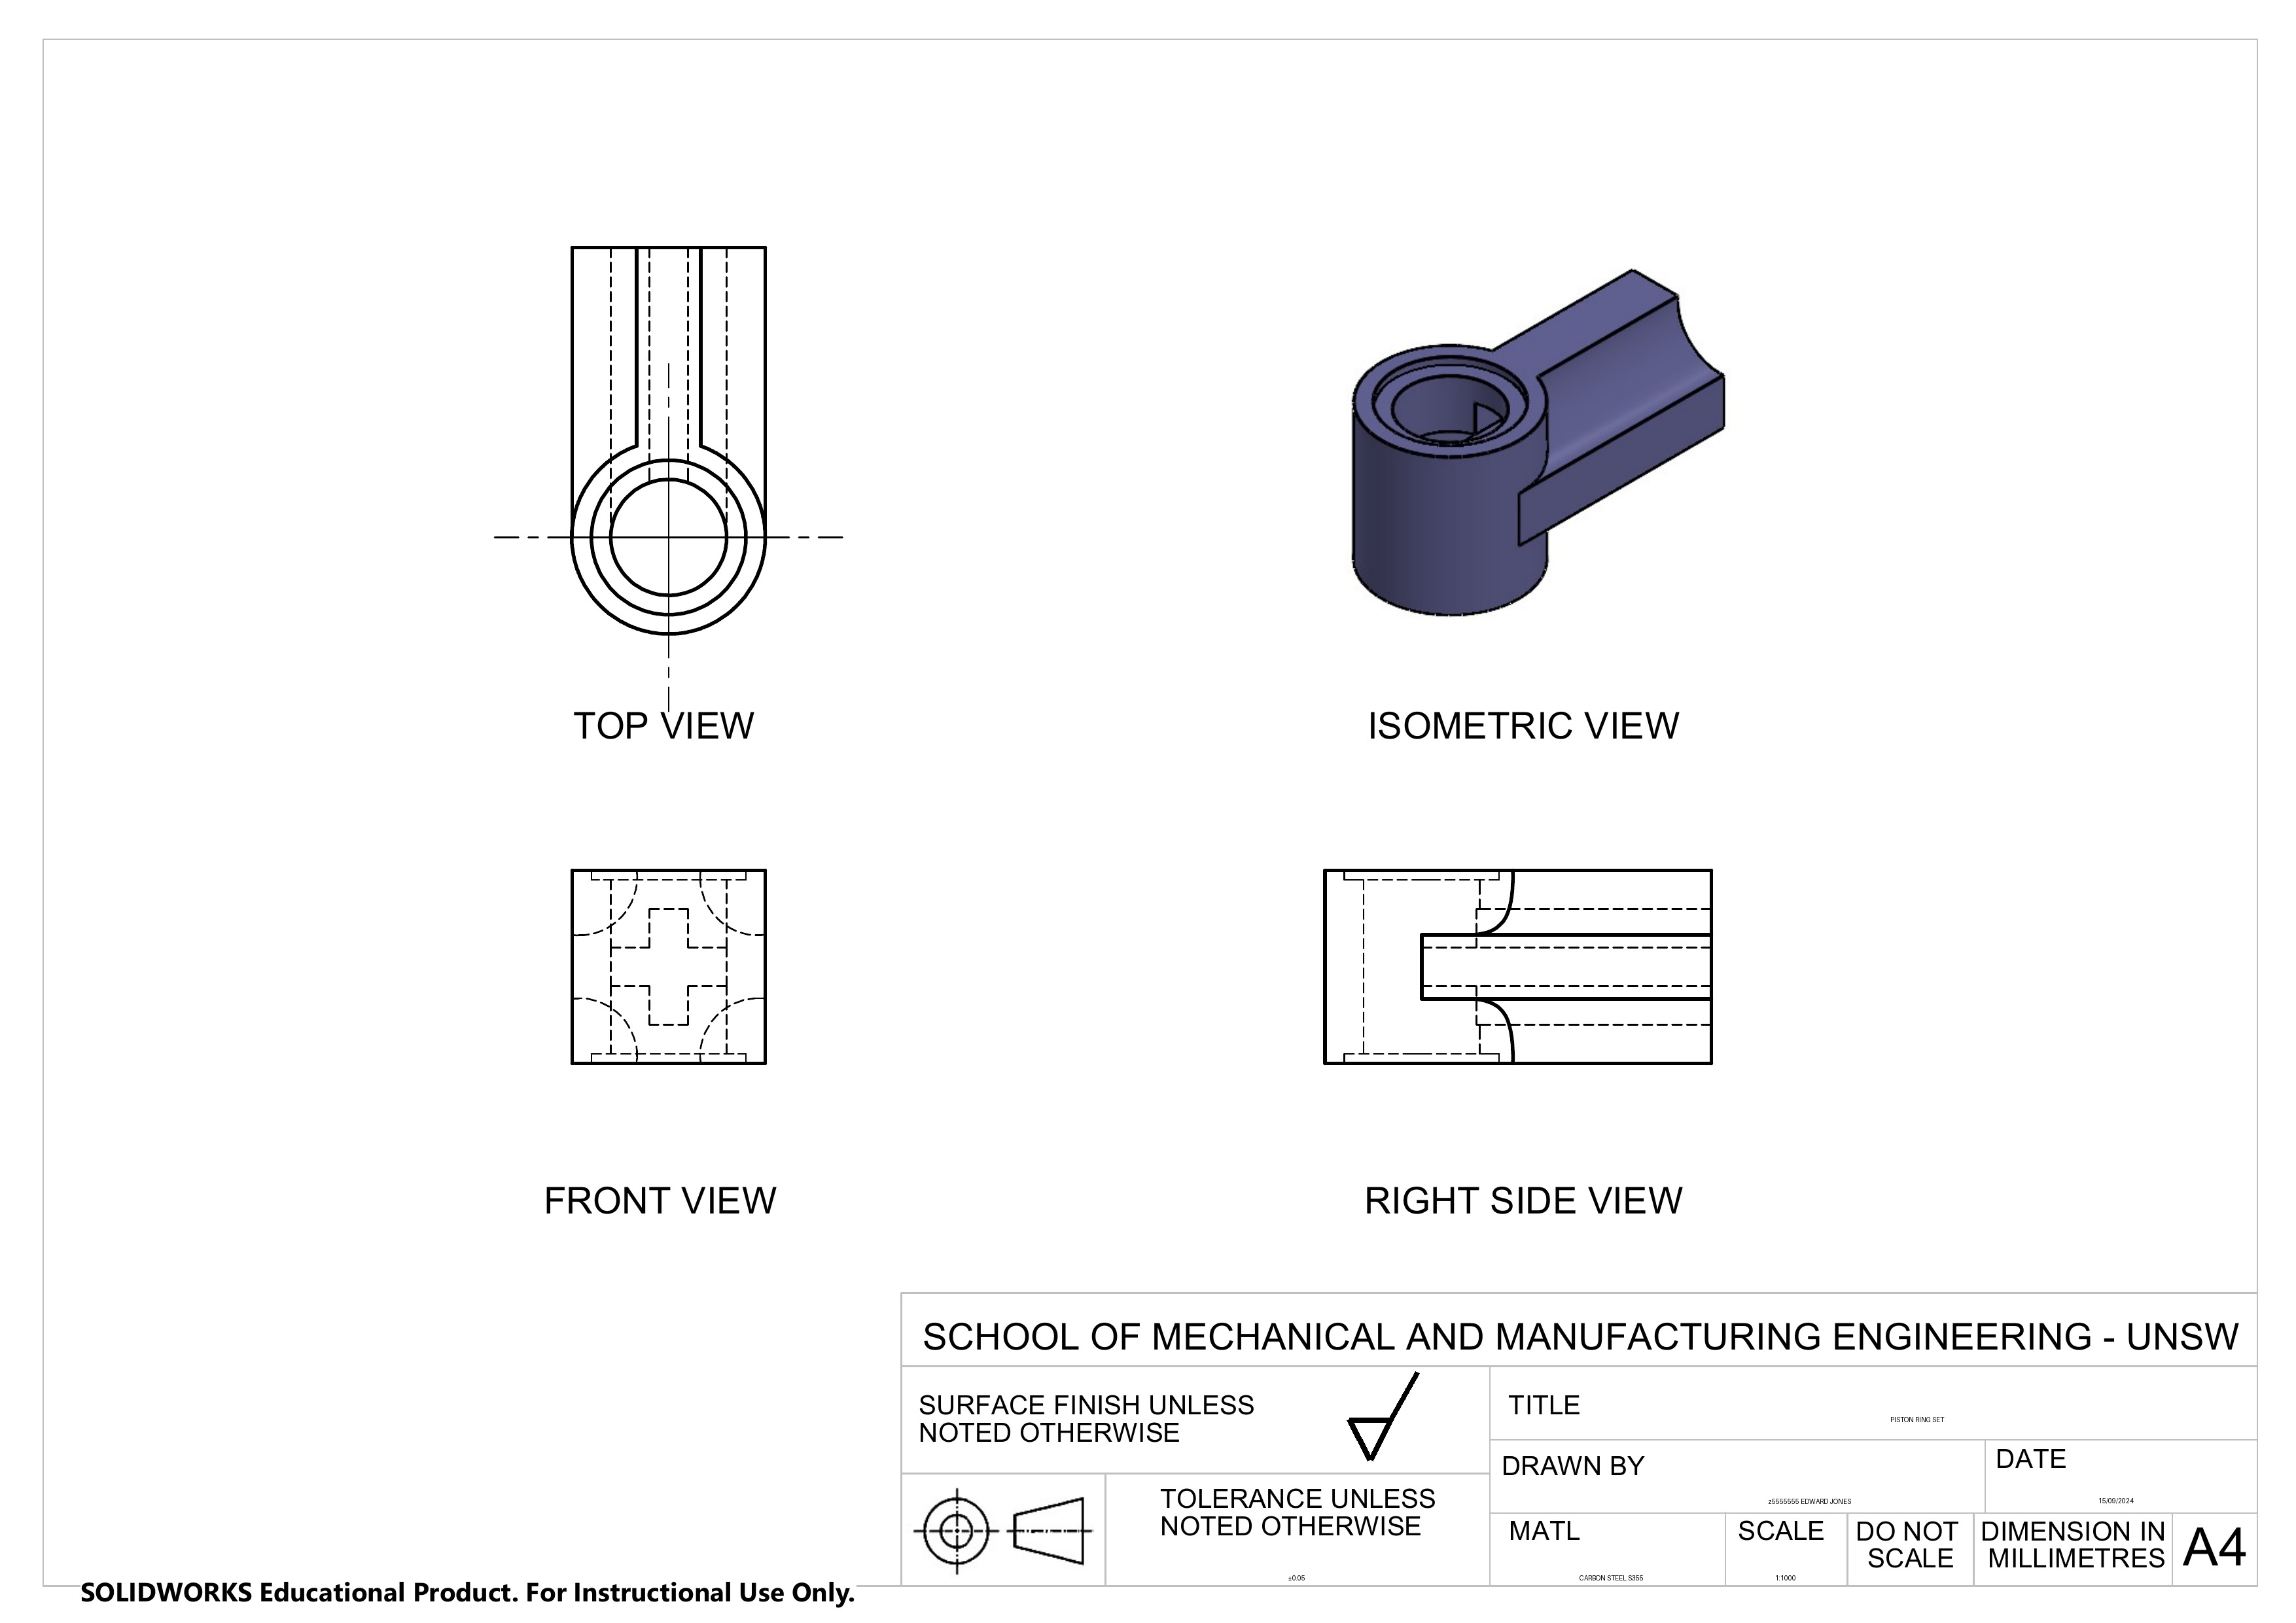 TOP VIEW
ISOMETRIC VIEW
FRONT VIEW
RIGHT SIDE VIEW
SCHOOL OF MECHANICAL AND MANUFACTURING ENGINEERING - UNSW
SURFACE FINISH UNLESS
NOTED OTHERWISE
TITLE
PISTON RING SET
DRAWN BY
z5555555 EDWARD JONES
DATE
15/09/2024
TOLERANCE UNLESS
NOTED OTHERWISE
±0.05
MATL
CARBON STEEL S355
SCALE
1:1000
DO NOT
SCALE
DIMENSION IN
MILLIMETRES
A4
SOLIDWORKS Educational Product. For Instructional Use Only.